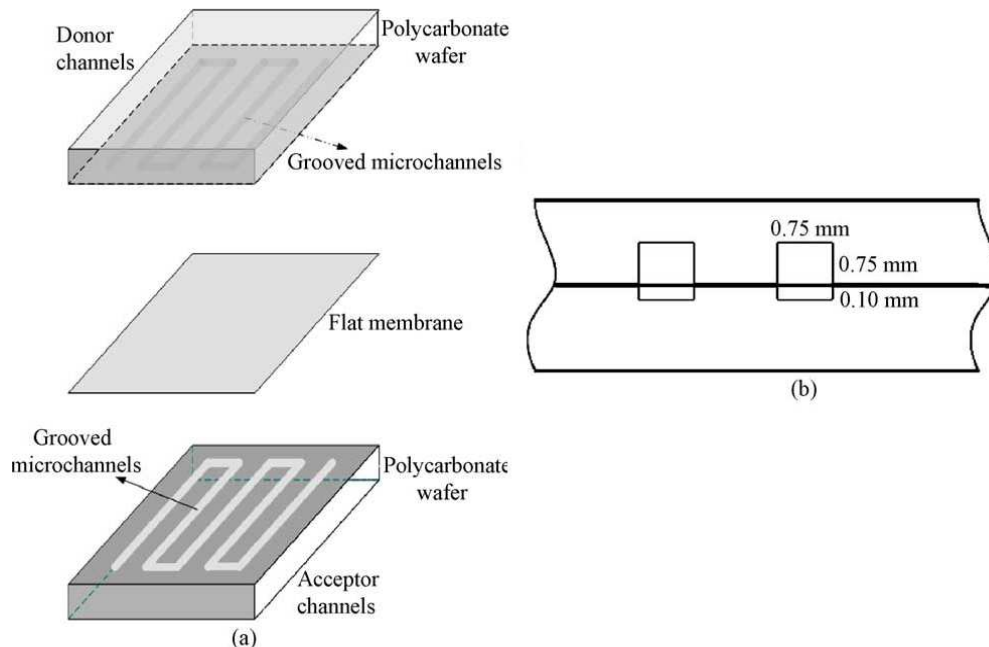 Donor
channels
Polycarbonate
wafer
Grooved microchannels
Flat membrane
Grooved
microchannels
Polycarbonate
wafer
Acceptor
channels
(a)
0.75 mm
0.75 mm
0.10 mm
(b)